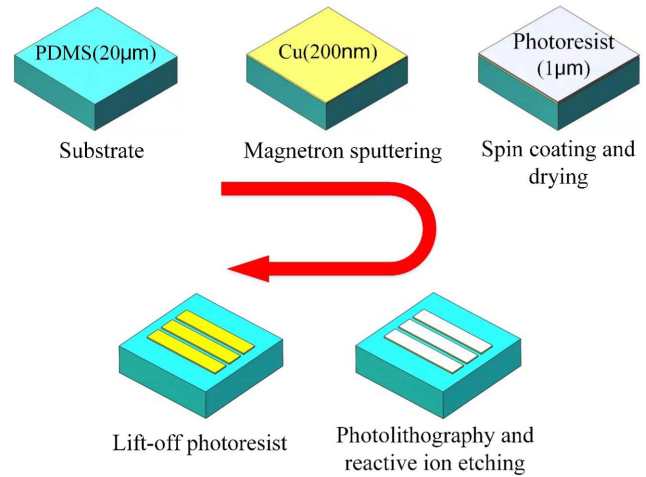 PDMS(20μm)
Substrate
Cu(200nm)
Magnetron sputtering
Photoresist
(1μm)
Spin coating and
drying
Photolithography and
reactive ion etching
Lift-off photoresist